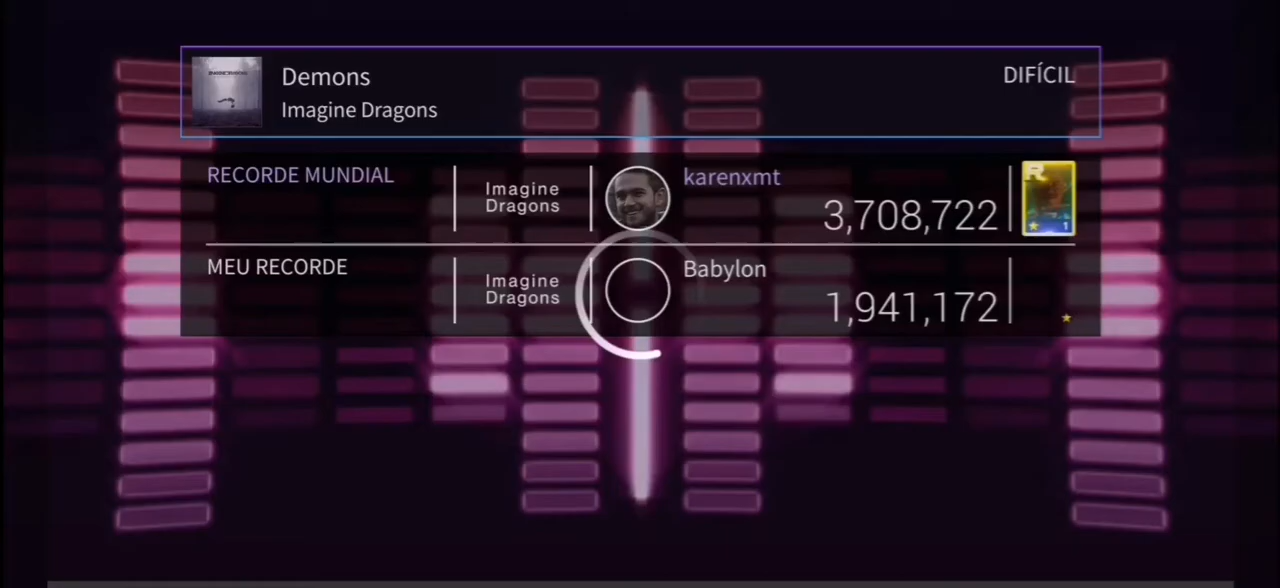 Demons
Imagine Dragons
DIFÍCIL
RECORDE MUNDIAL
Imagine
Dragons
karenxmt
3,708,722
R
1
MEU RECORDE
Imagine
Dragons
Babylon
1,941,172